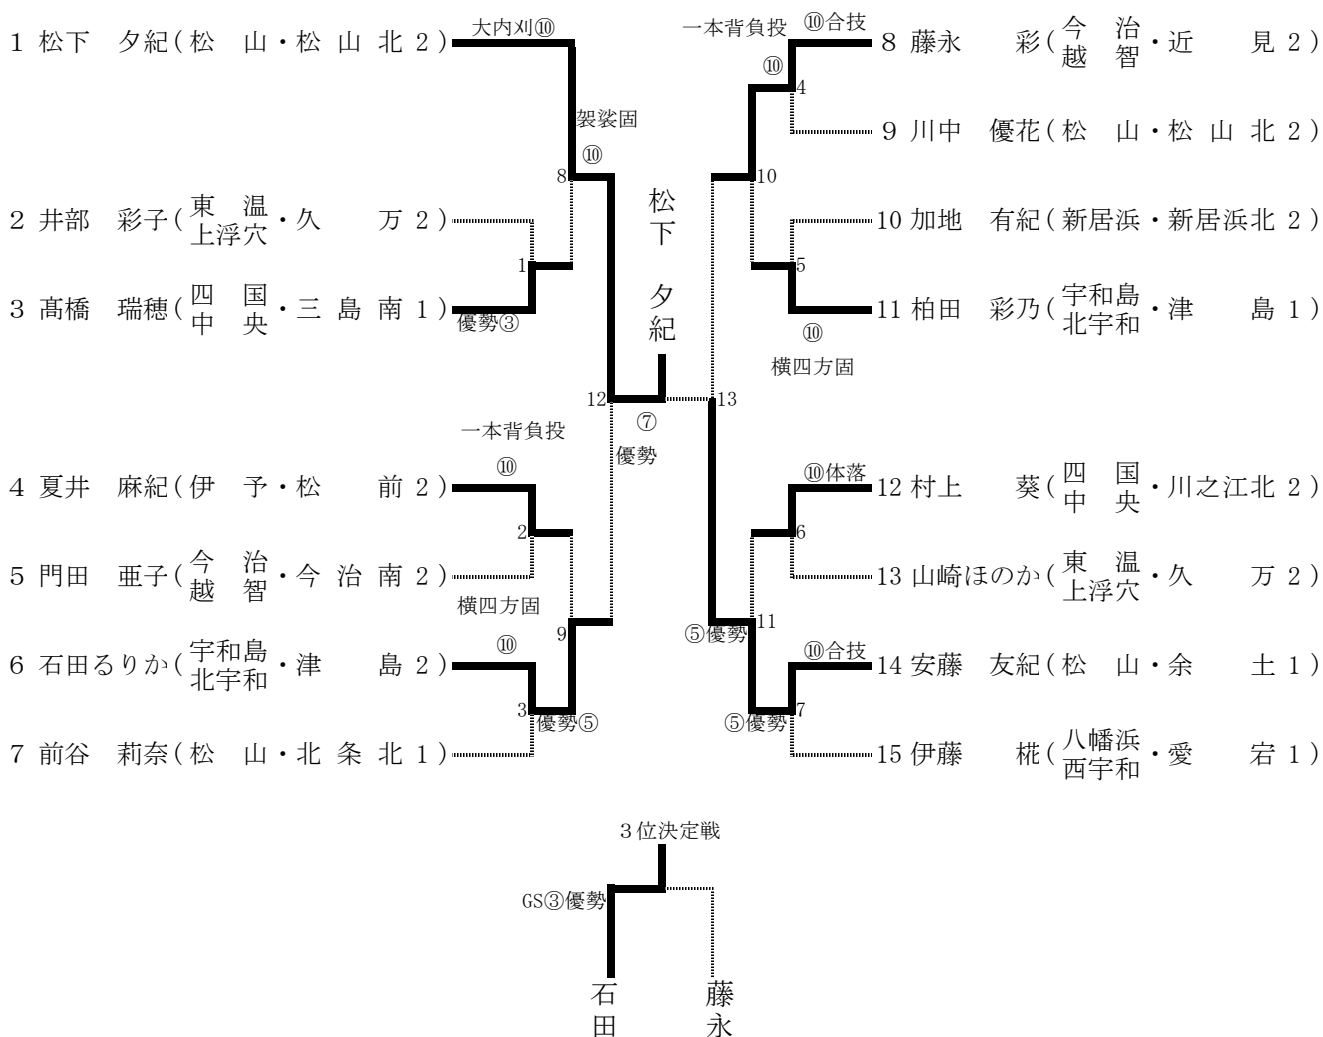 1 松下 夕紀(松 山・松 山 北 2)
大内刈⑩
袈裟固
⑩
8
2 井部 彩子(東 温 上浮穴・久 万 2)
1
3 髙橋 瑞穂(四 国 中 央・三 島 南 1)
優勢③
松下 夕紀
12
⑦
優勢
一本背負投
⑩
4 夏井 麻紀(伊 予・松 前 2)
2
5 門田 亜子(今 治 越 智・今 治 南 2)
横四方固
⑩
9
6 石田るりか(宇和島 北宇和・津 島 2)
3
優勢⑤
7 前谷 莉奈(松 山・北 条 北 1)
一本背負投
⑩合技
8 藤永 彩(今 治 越 智・近 見 2)
⑩
4
9 川中 優花(松 山・松 山 北 2)
10
10 加地 有紀(新居浜・新居浜北 2)
5
11 柏田 彩乃(宇和島 北宇和・津 島 1)
⑩
横四方固
13
⑩体落
12 村上 葵(四 国 中 央・川之江北 2)
6
13 山崎ほのか(東 温 上浮穴・久 万 2)
11
⑤優勢
⑩合技
14 安藤 友紀(松 山・余 土 1)
⑤優勢
7
15 伊藤 椛(八幡浜 西宇和・愛 宕 1)
3位決定戦
GS③優勢
石田
藤永